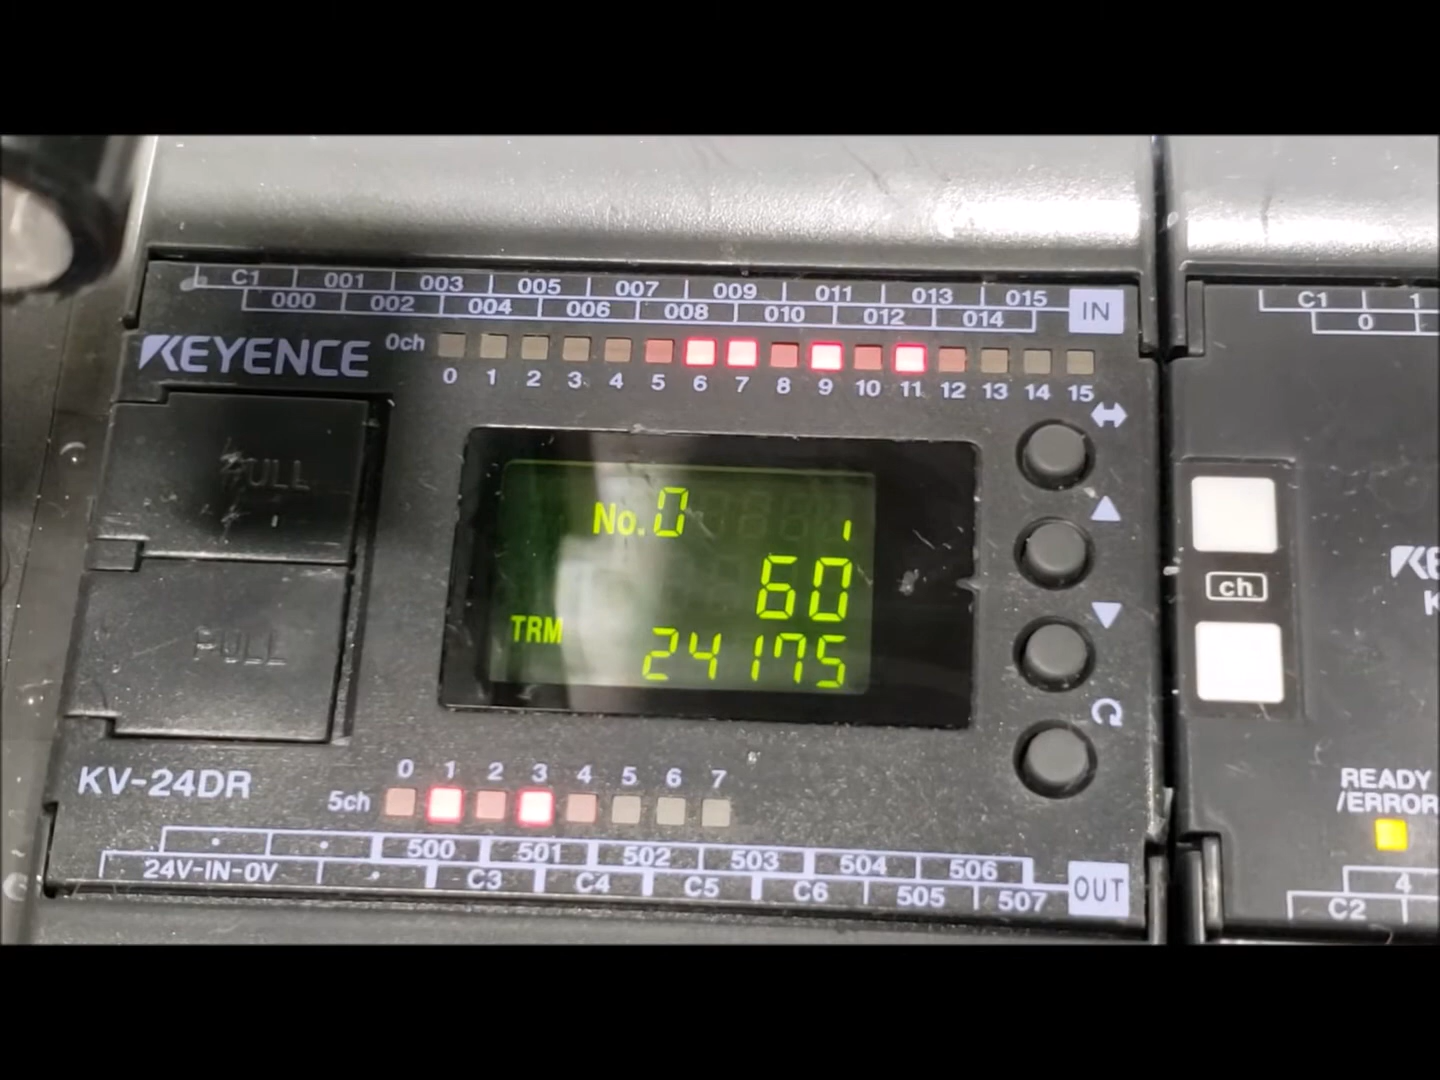 C1 001 003 005 007 009 011 013 015
000 002 004 006 008 010 012 014
IN
KEYENCE
0ch
0 1 2 3 4 5 6 7 8 9 10 11 12 13 14 15
PULL
PULL
No.0 1
60
TRM 24175
KV-24DR
0 1 2 3 4 5 6 7
5ch
500 501 502 503 504 506
24V-IN-0V C3 C4 C5 C6 505 507
OUT
C1 1
0
ch
KE
K
READY
/ERROR
4
C2